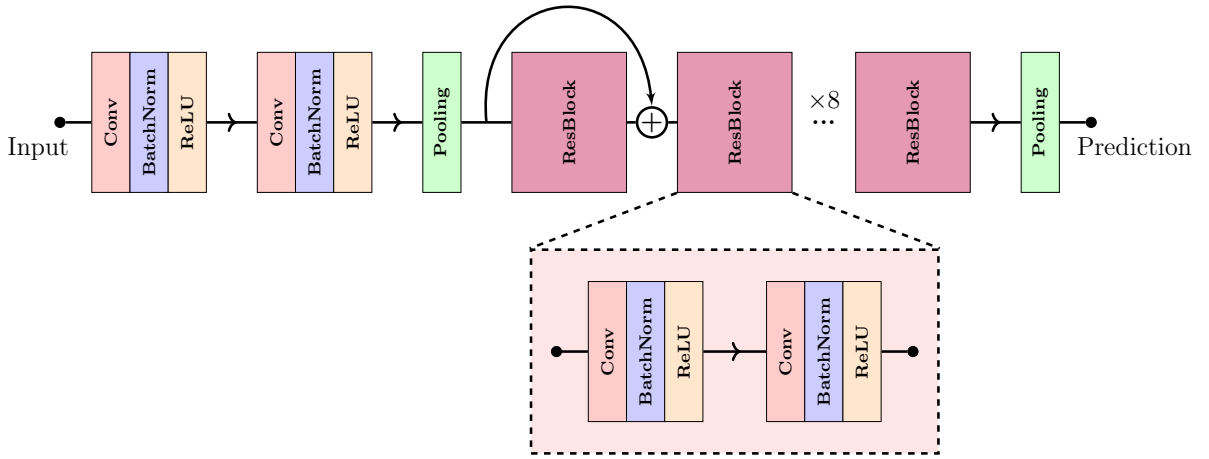 Input
Conv
BatchNorm
ReLU
Conv
BatchNorm
ReLU
Pooling
ResBlock
+
ResBlock
×8
...
ResBlock
Pooling
Prediction
Conv
BatchNorm
ReLU
Conv
BatchNorm
ReLU